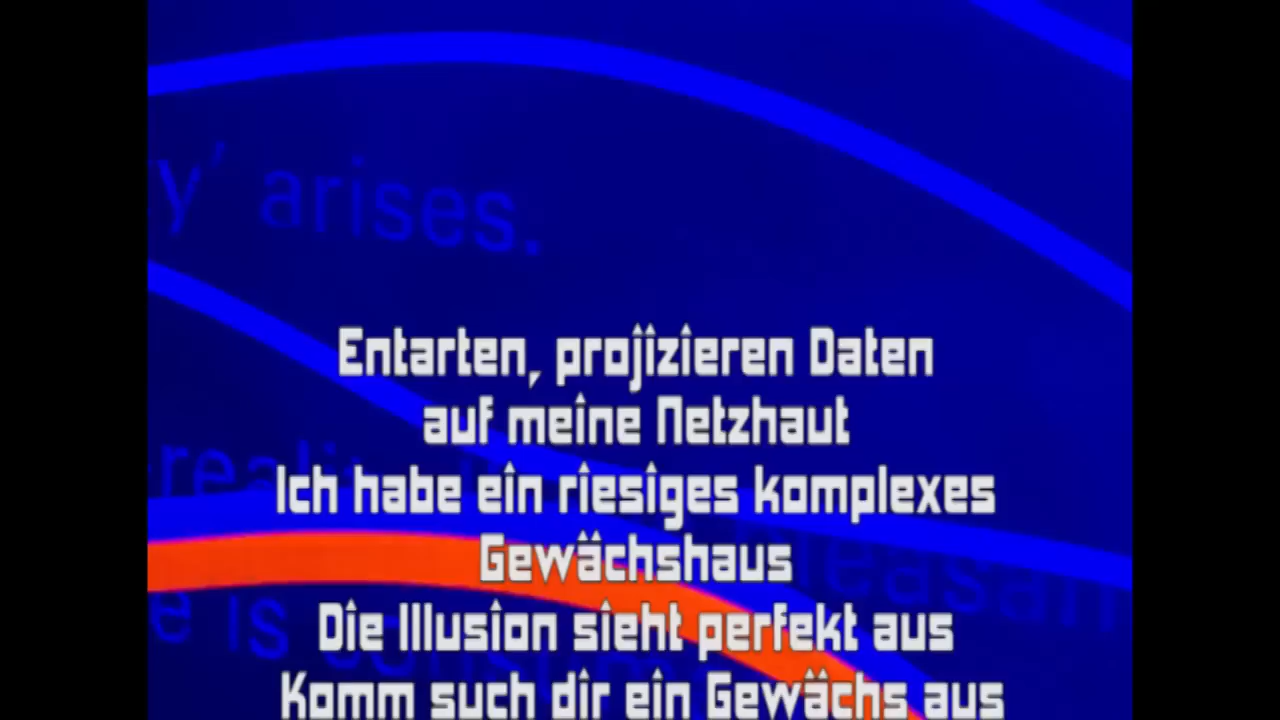 y' arises.
Entarten, projizieren Daten
auf meine Netzhaut
Ich habe ein riesiges komplexes
Gewächshaus
Die Illusion sieht perfekt aus
Komm such dir ein Gewächs aus
e is